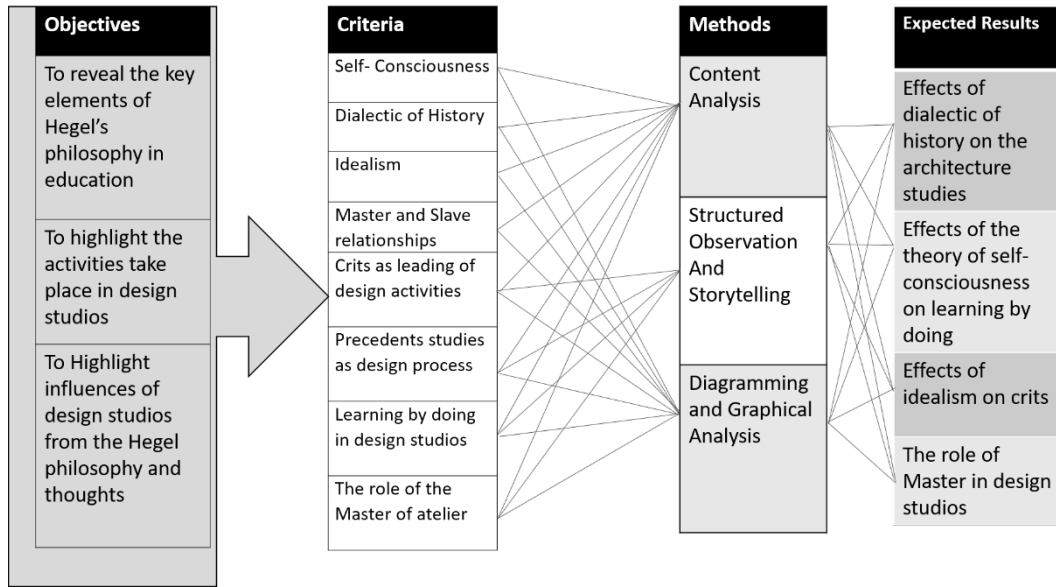 Objectives
To reveal the key
elements of
Hegel's
philosophy in
education
To highlight the
activities take
place in design
studios
To Highlight
influences of
design studios
from the Hegel
philosophy and
thoughts
Criteria
Self- Consciousness
Dialectic of History
Idealism
Master and Slave
relationships
Crits as leading of
design activities
Precedents studies
as design process
Learning by doing
in design studios
The role of the
Master of atelier
Methods
Content
Analysis
Structured
Observation
And
Storytelling
Diagramming
and Graphical
Analysis
Expected Results
Effects of
dialectic of
history on the
architecture
studies
Effects of the
theory of self-
consciousness
on learning by
doing
Effects of
idealism on crits
The role of
Master in design
studios